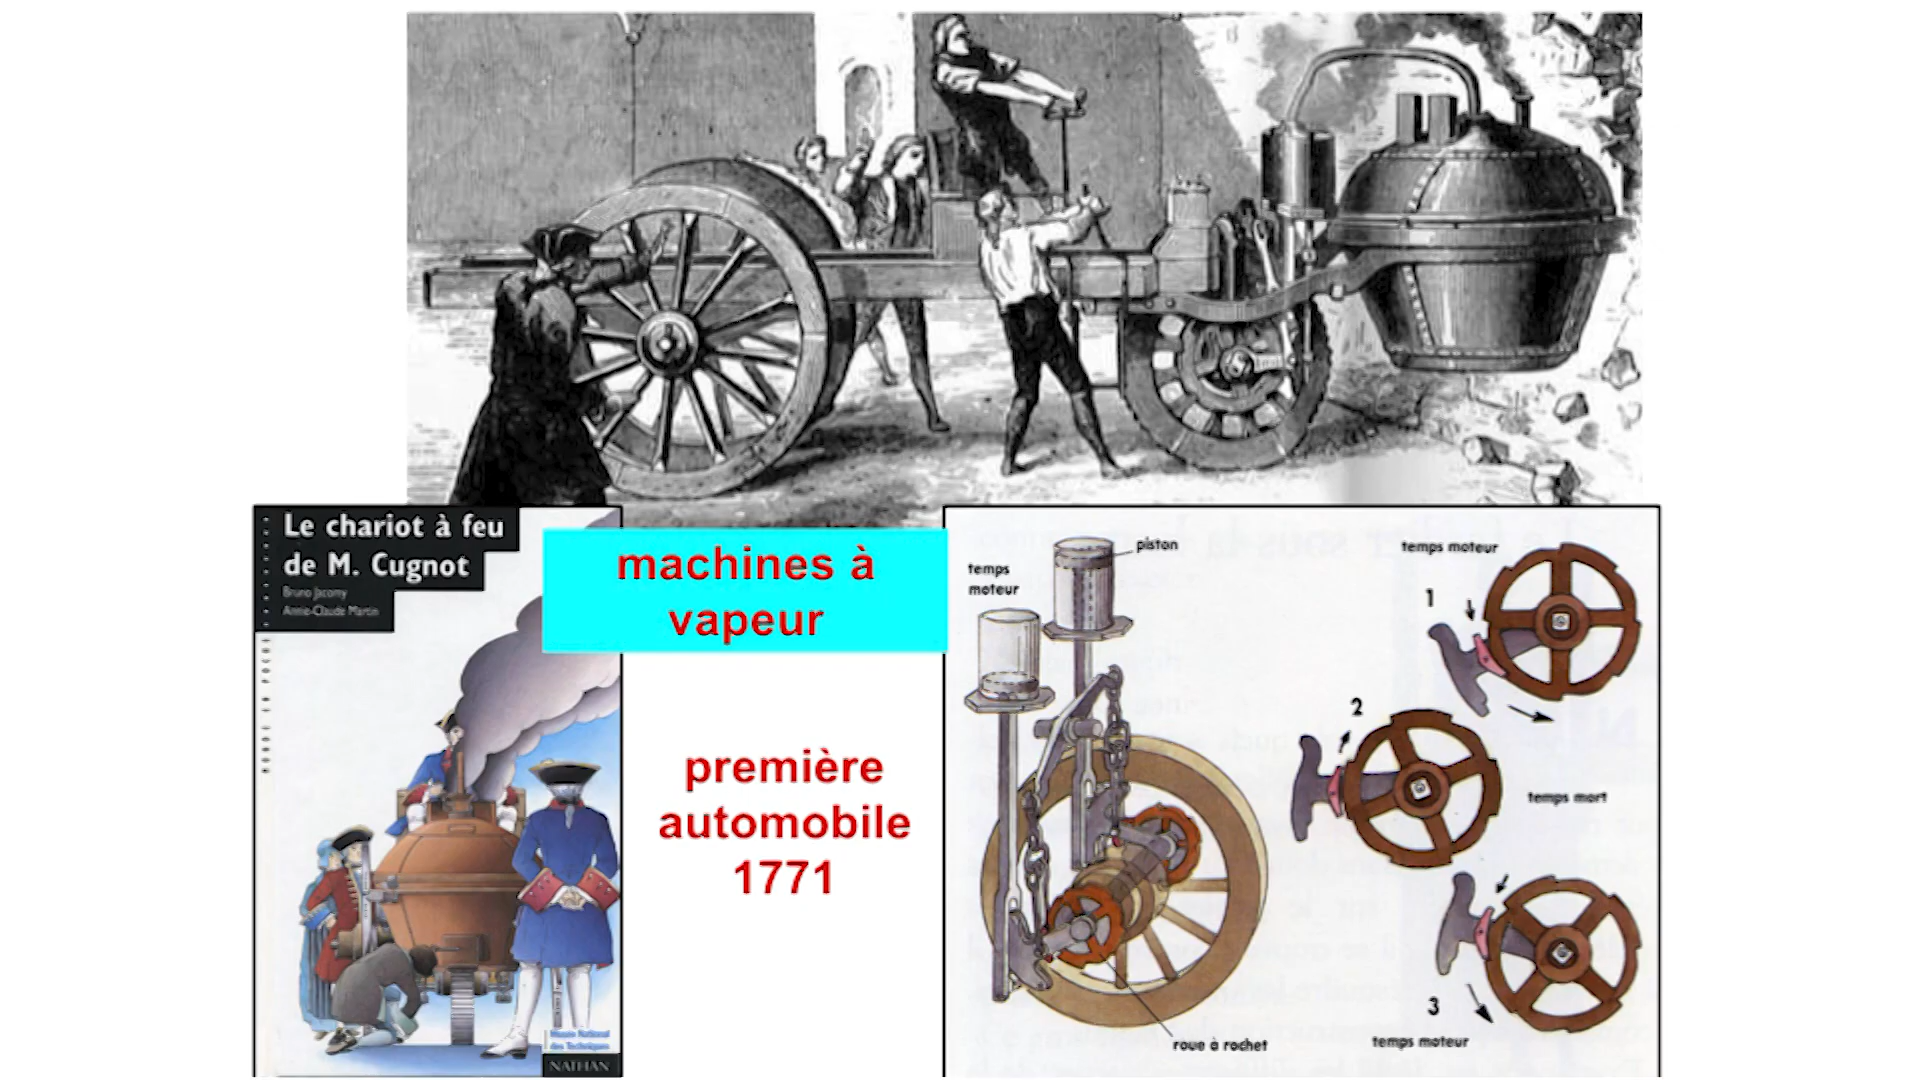 Le chariot à feu
de M. Cugnot
Bruno Jacomy
Annie-Claude Martin
machines à
vapeur
première
automobile
1771
Musée National
des Techniques
NATHAN
temps
moteur
piston
roue à rochet
temps moteur
1
2
temps mort
3
temps moteur